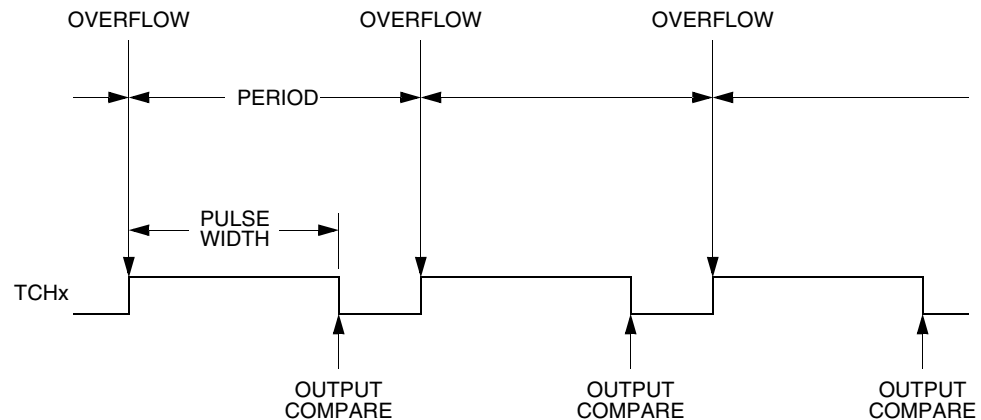 OVERFLOW OVERFLOW OVERFLOW
PERIOD
PULSE
WIDTH
TCHx
OUTPUT
COMPARE
OUTPUT
COMPARE
OUTPUT
COMPARE